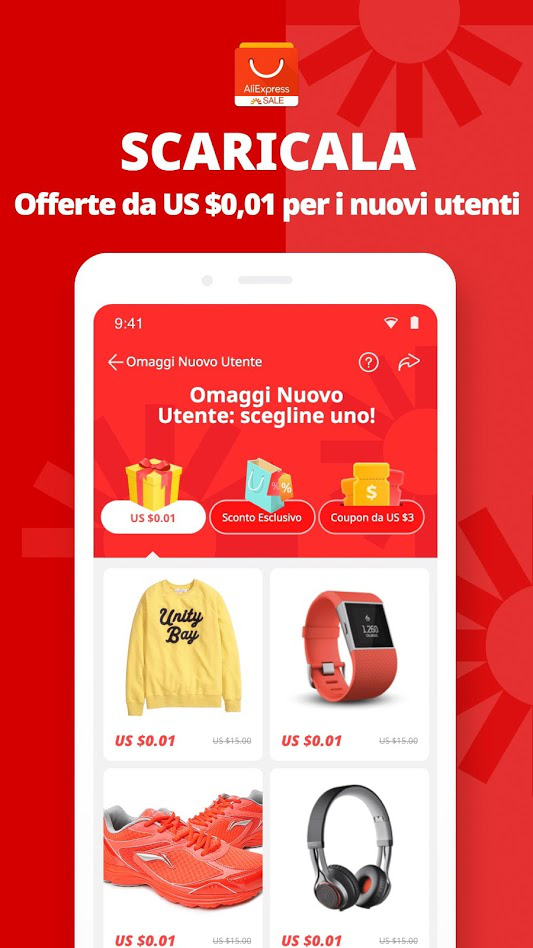 AliExpress
SALE
SCARICALA
Offerte da US $0,01 per i nuovi utenti
9:41
Omaggi Nuovo Utente
?
Omaggi Nuovo
Utente: scegline uno!
% %
$
US $0.01
Sconto Esclusivo
Coupon da US $3
Unity
Bay
1,260
US $0.01 US $15.00
US $0.01 US $15.00
US $0.01 US $15.00
US $0.01 US $15.00